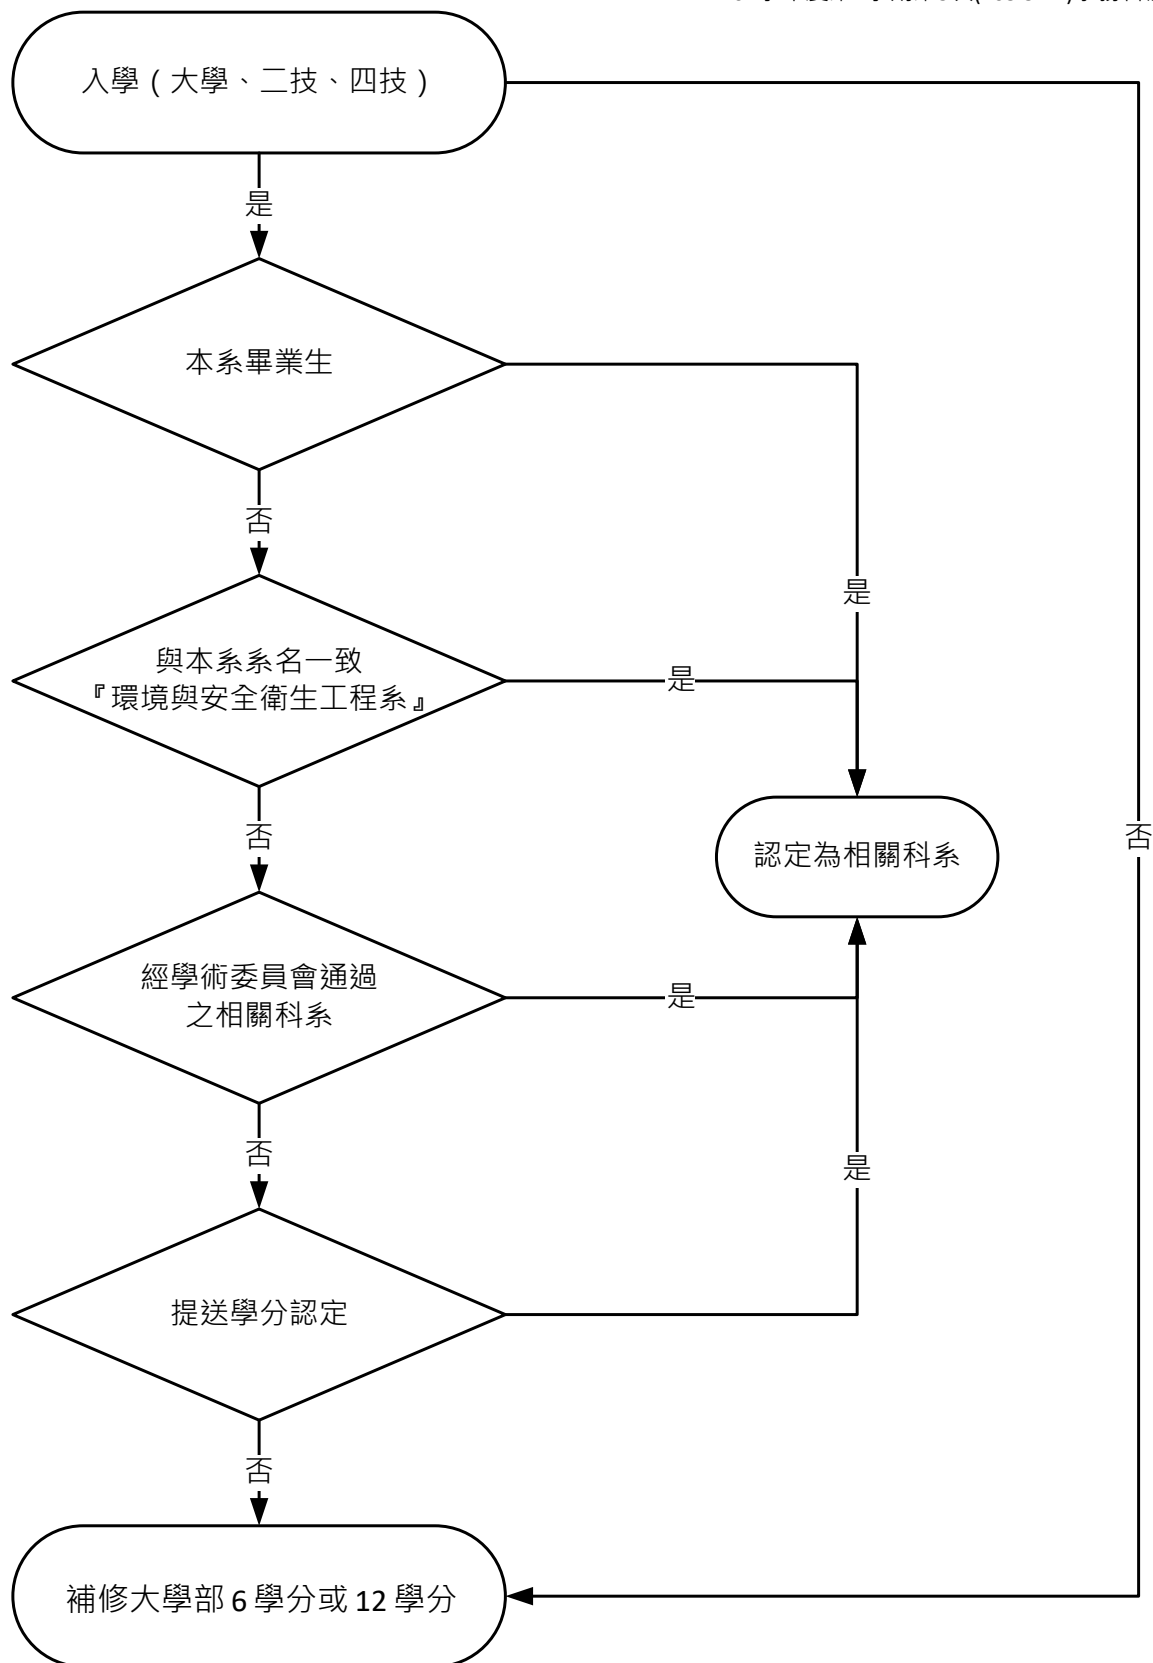 入學（大學、二技、四技）
是
本系畢業生
否
是
與本系系名一致
『環境與安全衛生工程系』
是
否
認定為相關科系
否
經學術委員會通過
之相關科系
是
否
是
提送學分認定
否
補修大學部 6 學分或 12 學分